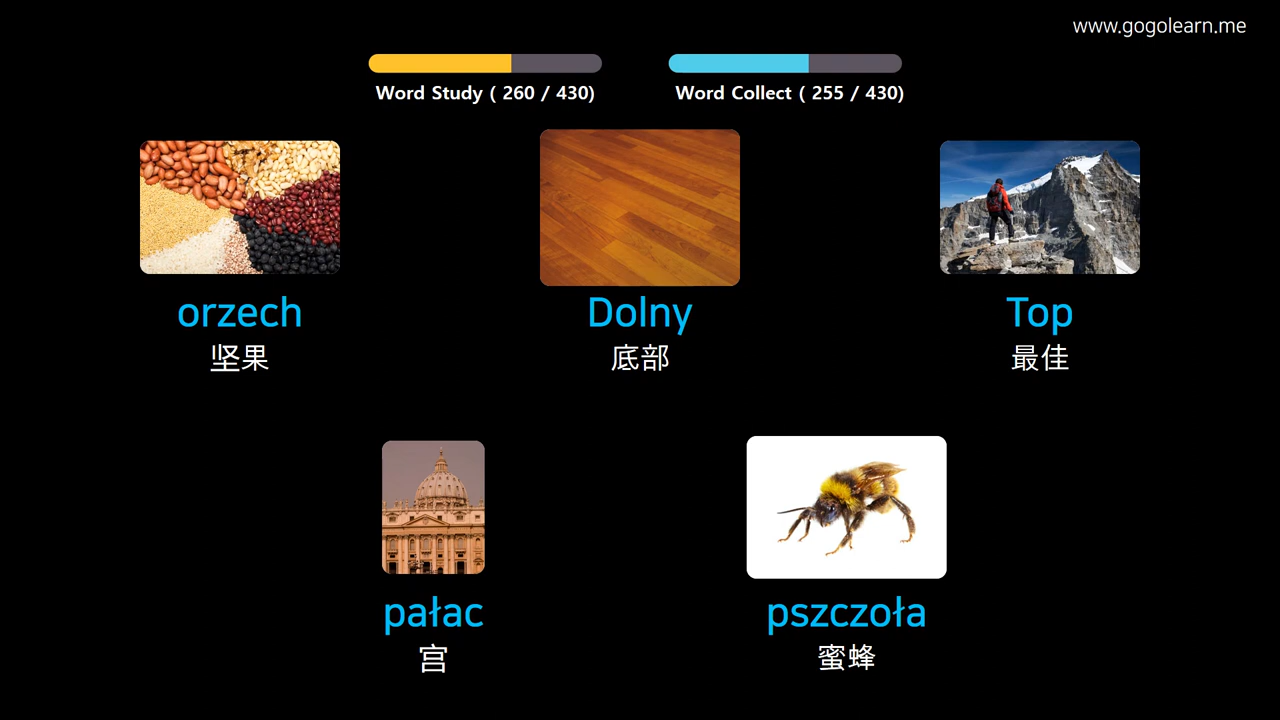 www.gogolearn.me
Word Study ( 260 / 430)
Word Collect ( 255 / 430)
orzech
坚果
Dolny
底部
Top
最佳
pałac
宫
pszczoła
蜜蜂